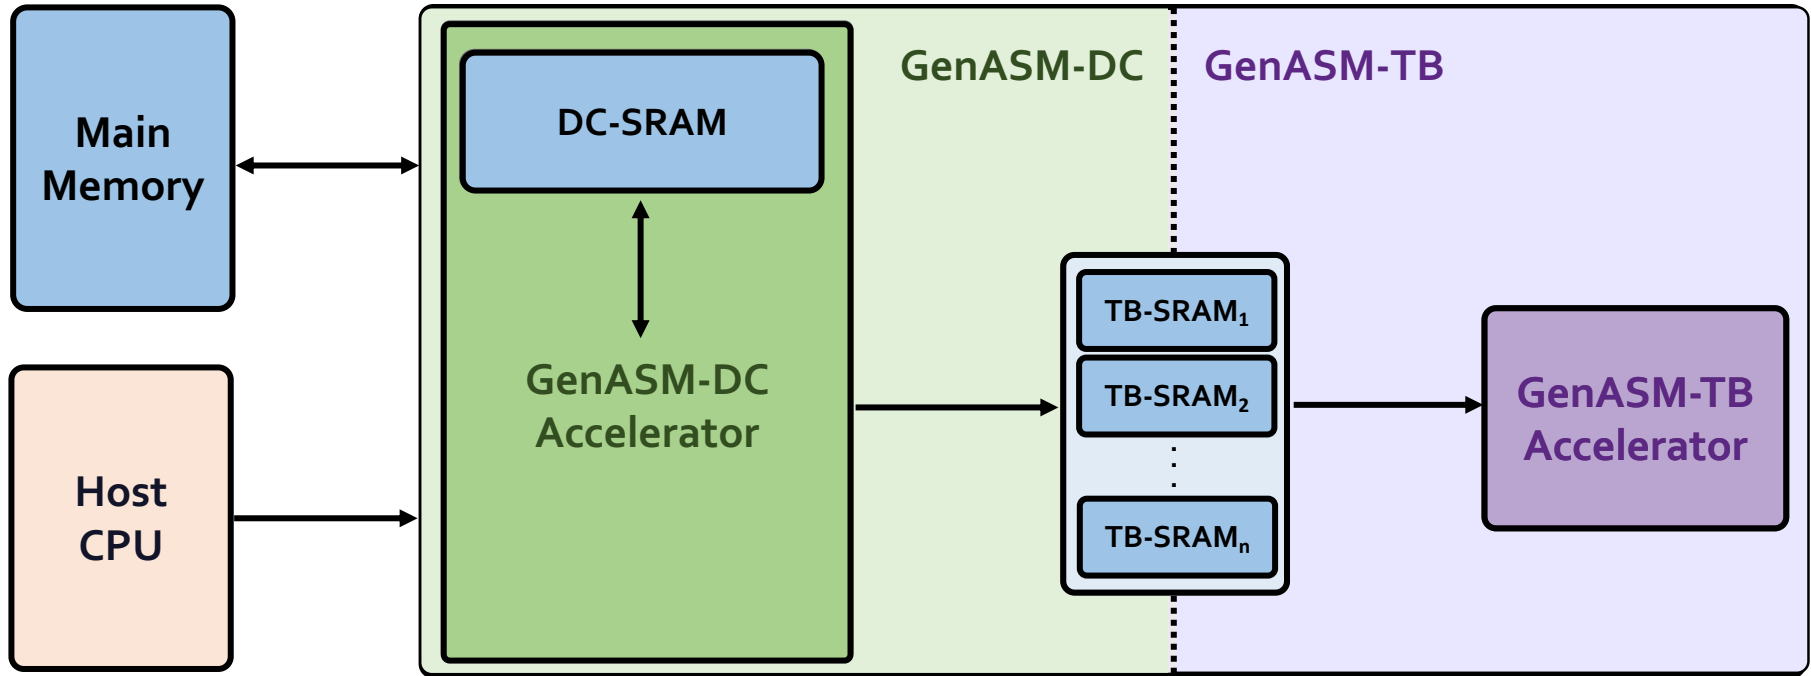 Main
Memory
Host
CPU
DC-SRAM
GenASM-DC
Accelerator
GenASM-DC
GenASM-TB
TB-SRAM₁
TB-SRAM₂
TB-SRAMₙ
GenASM-TB
Accelerator